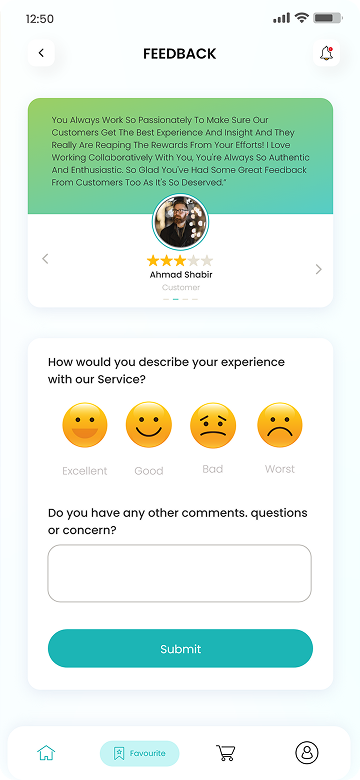 12:50
FEEDBACK
You Always Work So Passionately To Make Sure Our
Customers Get The Best Experience And Insight And They
Really Are Reaping The Rewards From Your Efforts! I Love
Working Collaboratively With You, You're Always So Authentic
And Enthusiastic. So Glad You've Had Some Great Feedback
From Customers Too As It's So Deserved."
Ahmad Shabir
Customer
How would you describe your experience
with our Service?
Excellent
Good
Bad
Worst
Do you have any other comments. questions
or concern?
Submit
Favourite